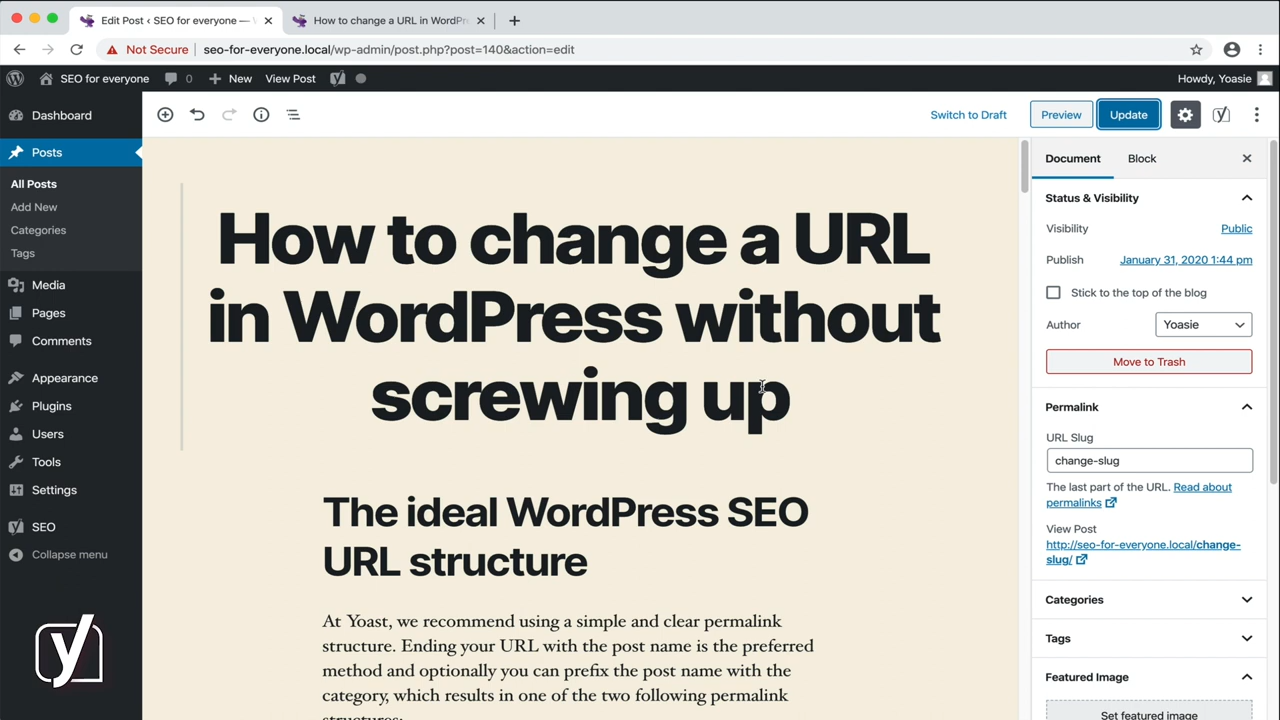 Edit Post ‹ SEO for everyone —
How to change a URL in WordPr
Not Secure
seo-for-everyone.local/wp-admin/post.php?post=140&action=edit
SEO for everyone
0
New
View Post
Howdy, Yoasie
Dashboard
Posts
All Posts
Add New
Categories
Tags
Media
Pages
Comments
Appearance
Plugins
Users
Tools
Settings
SEO
Collapse menu
Switch to Draft
Preview
Update
How to change a URL
in WordPress without
screwing up
The ideal WordPress SEO
URL structure
At Yoast, we recommend using a simple and clear permalink
structure. Ending your URL with the post name is the preferred
method and optionally you can prefix the post name with the
category, which results in one of the two following permalink
structures:
Document
Block
Status & Visibility
Visibility
Public
Publish
January 31, 2020 1:44 pm
Stick to the top of the blog
Author
Yoasie
Move to Trash
Permalink
URL Slug
change-slug
The last part of the URL. Read about
permalinks
View Post
http://seo-for-everyone.local/change-
slug/
Categories
Tags
Featured Image
Set featured image
y